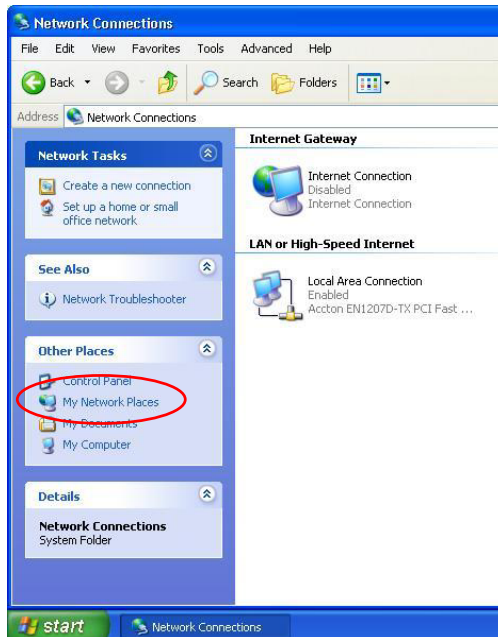 Network Connections
File Edit View Favorites Tools Advanced Help
Back Search Folders
Address Network Connections
Network Tasks
Create a new connection
Set up a home or small
office network
See Also
Network Troubleshooter
Other Places
Control Panel
My Network Places
My Documents
My Computer
Details
Network Connections
System Folder
Internet Gateway
Internet Connection
Disabled
Internet Connection
LAN or High-Speed Internet
Local Area Connection
Enabled
Accton EN1207D-TX PCI Fast ...
start Network Connections